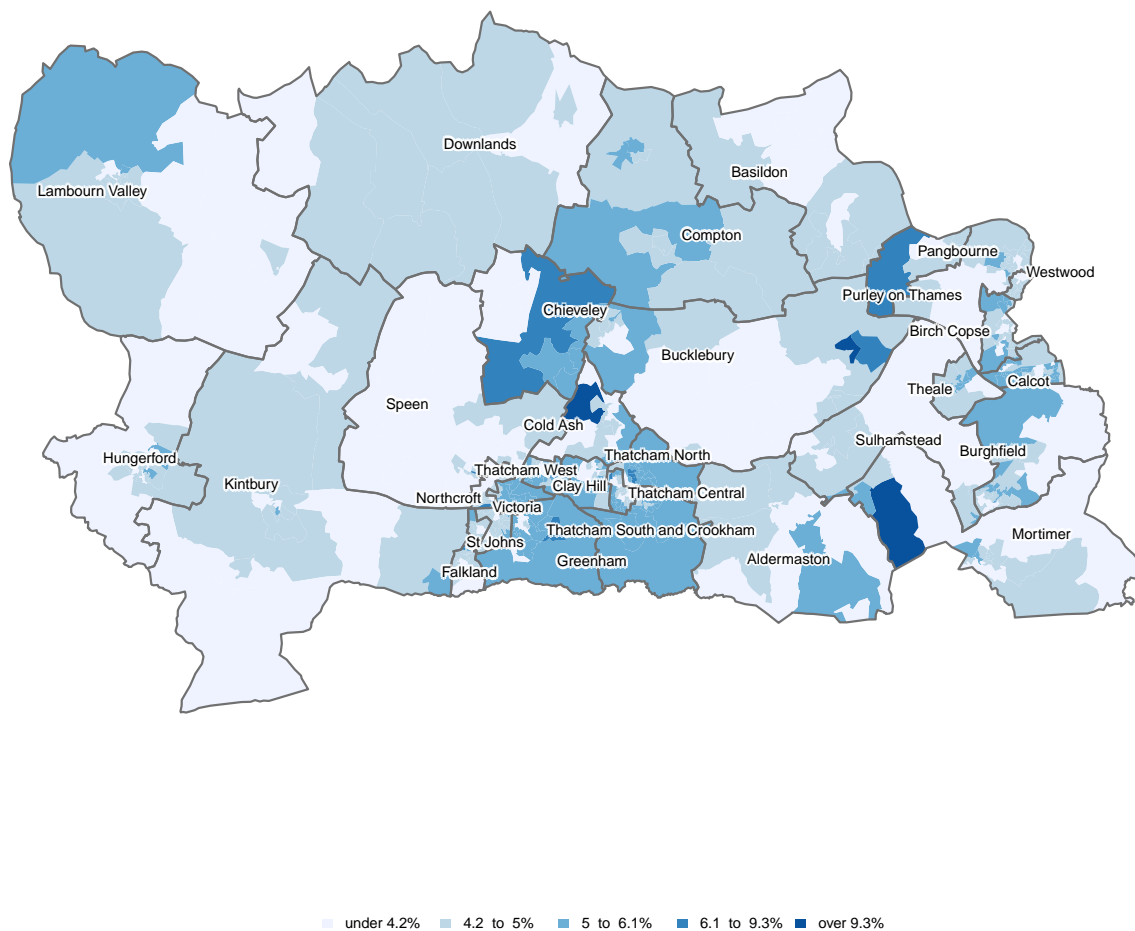 Downlands
Basildon
Lambourn Valley
Compton
Pangbourne
Westwood
Purley on Thames
Chieveley
Birch Copse
Bucklebury
Calcot
Theale
Speen
Cold Ash
Sulhamstead
Burghfield
Thatcham North
Hungerford
Thatcham West
Kintbury
Clay Hill
Thatcham Central
Northcroft
Victoria
Thatcham South and Crookham
Mortimer
St Johns
Aldermaston
Greenham
Falkland
under 4.2% 4.2 to 5% 5 to 6.1% 6.1 to 9.3% over 9.3%